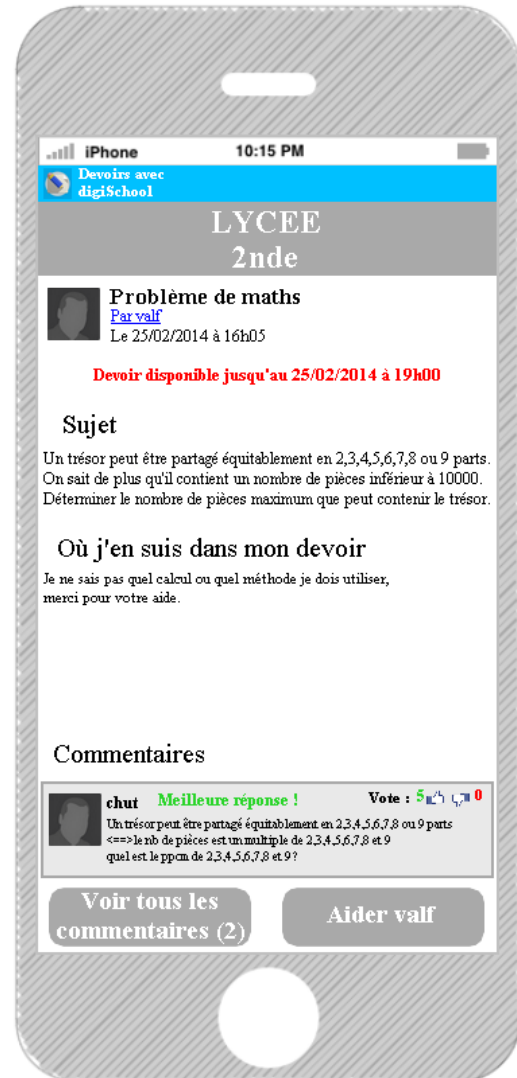 iPhone
10:15 PM
Devoirs avec
digiSchool
LYCEE
2nde
Problème de maths
Par valf
Le 25/02/2014 à 16h05
Devoir disponible jusqu'au 25/02/2014 à 19h00
Sujet
Un trésor peut être partagé équitablement en 2,3,4,5,6,7,8 ou 9 parts.
On sait de plus qu'il contient un nombre de pièces inférieur à 10000.
Déterminer le nombre de pièces maximum que peut contenir le trésor.
Où j'en suis dans mon devoir
Je ne sais pas quel calcul ou quel méthode je dois utiliser,
merci pour votre aide.
Commentaires
chut Meilleure réponse ! Vote : 5 0
Un trésor peut être partagé équitablement en 2,3,4,5,6,7,8 ou 9 parts
<==>le nb de pièces est un multiple de 2,3,4,5,6,7,8 et 9
quel est le ppcm de 2,3,4,5,6,7,8 et 9 ?
Voir tous les
commentaires (2)
Aider valf